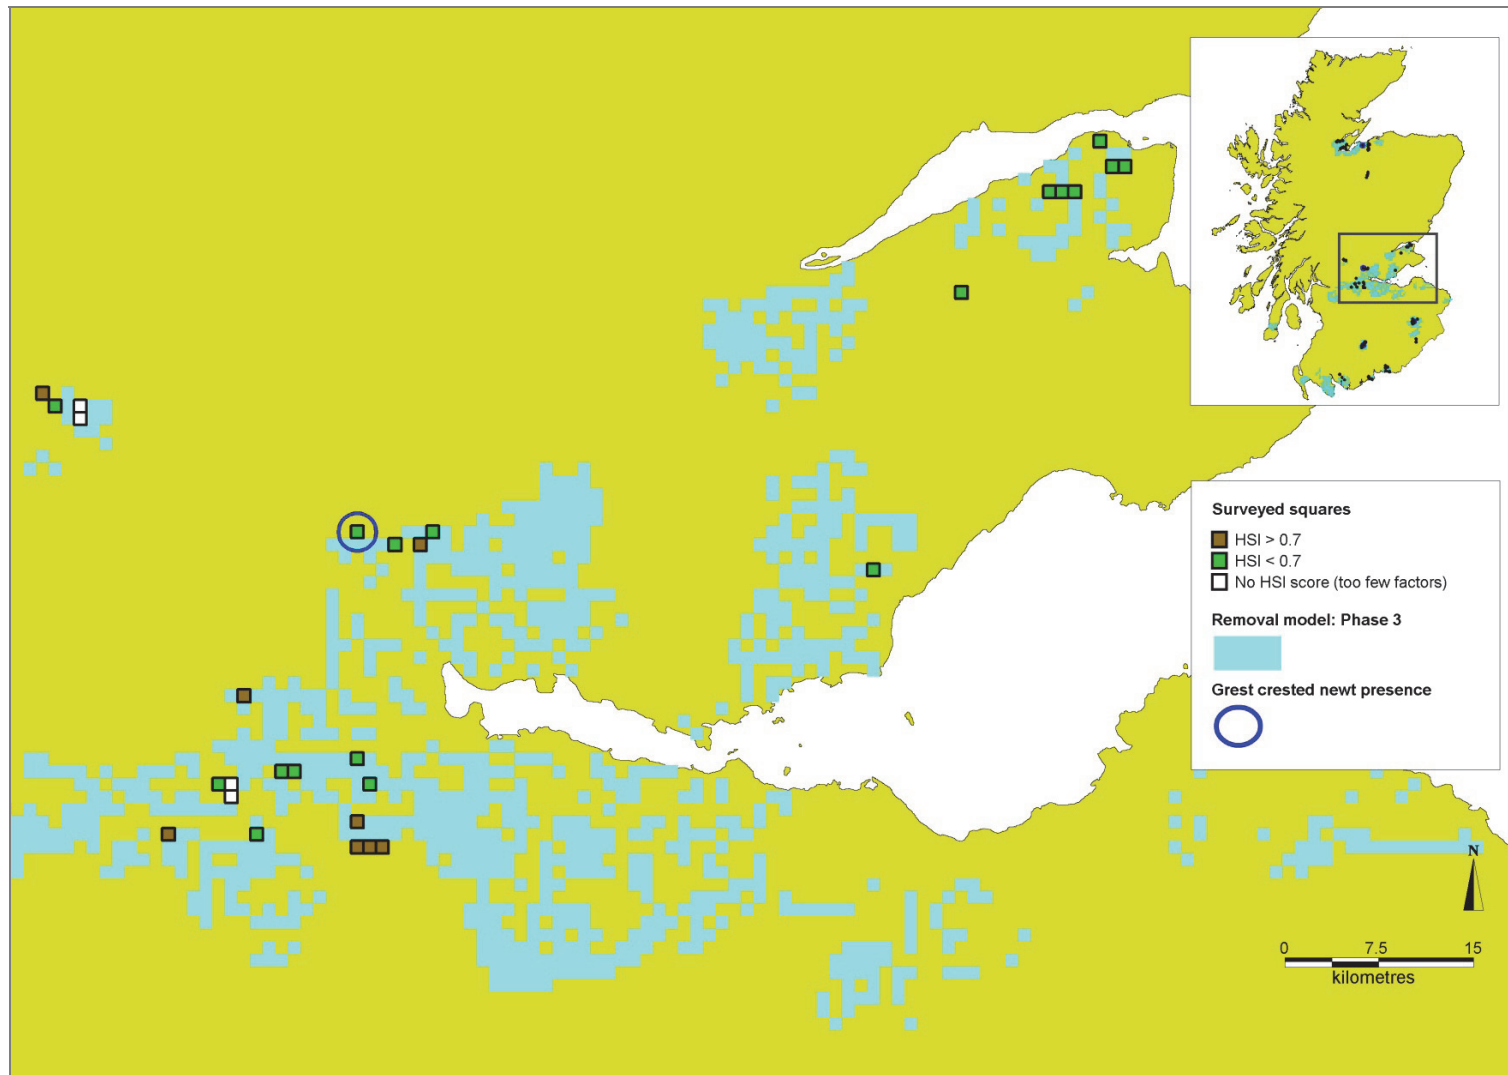 Surveyed squares
HSI > 0.7
HSI < 0.7
No HSI score (too few factors)
Removal model: Phase 3
Grest crested newt presence
N
0 7.5 15
kilometres